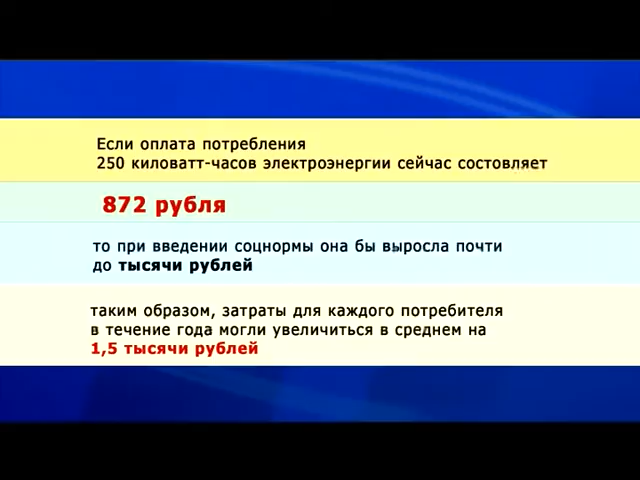 Если оплата потребления
250 киловатт-часов электроэнергии сейчас состовляет
872 рубля
то при введении соцнормы она бы выросла почти
до тысячи рублей
таким образом, затраты для каждого потребителя
в течение года могли увеличиться в среднем на
1,5 тысячи рублей